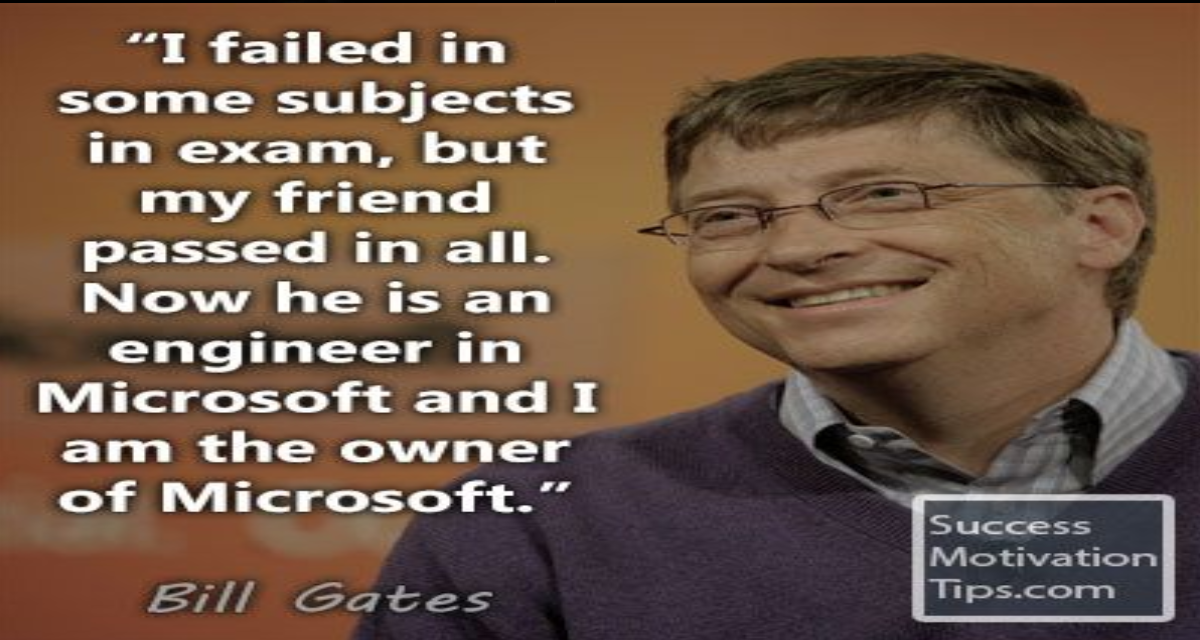 “I failed in
some subjects
in exam, but
my friend
passed in all.
Now he is an
engineer in
Microsoft and I
am the owner
of Microsoft.”
Bill Gates
Success
Motivation
Tips.com